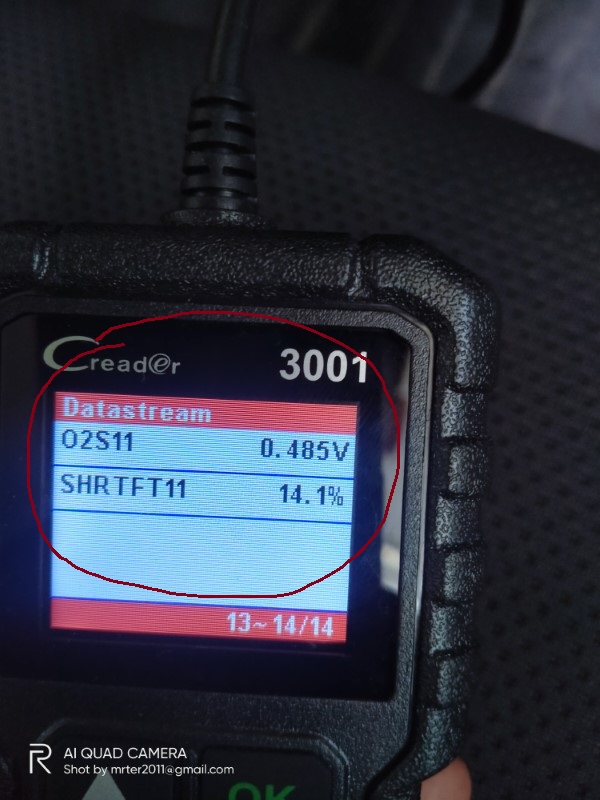 Creader
3001
Datastream
O2S11 0.485V
SHRTFT11 14.1%
13~14/14
R AI QUAD CAMERA
Shot by mrter2011@gmail.com
OK